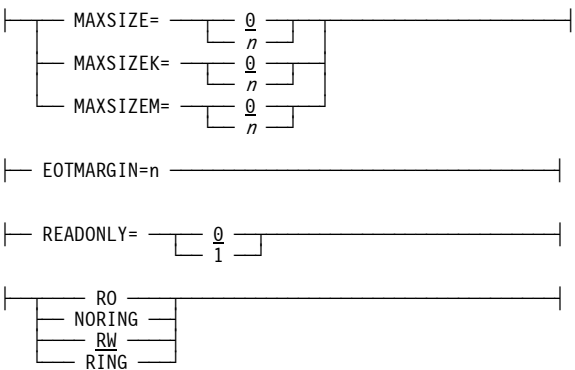 MAXSIZE= 0
n
MAXSIZEK= 0
n
MAXSIZEM= 0
n
EOTMARGIN=n
READONLY= 0
1
RO
NORING
RW
RING